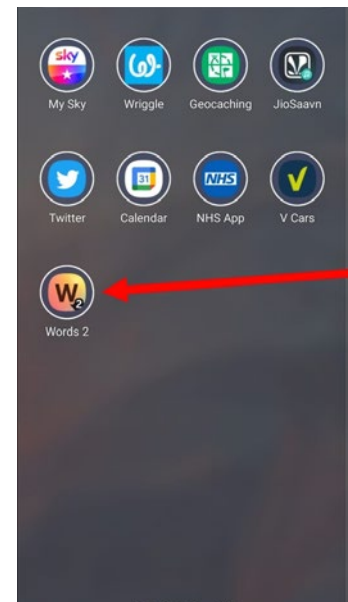 sky
My Sky
Wriggle
Geocaching
JioSaavn
31
NHS
Twitter
Calendar
NHS App
V Cars
W2
Words 2